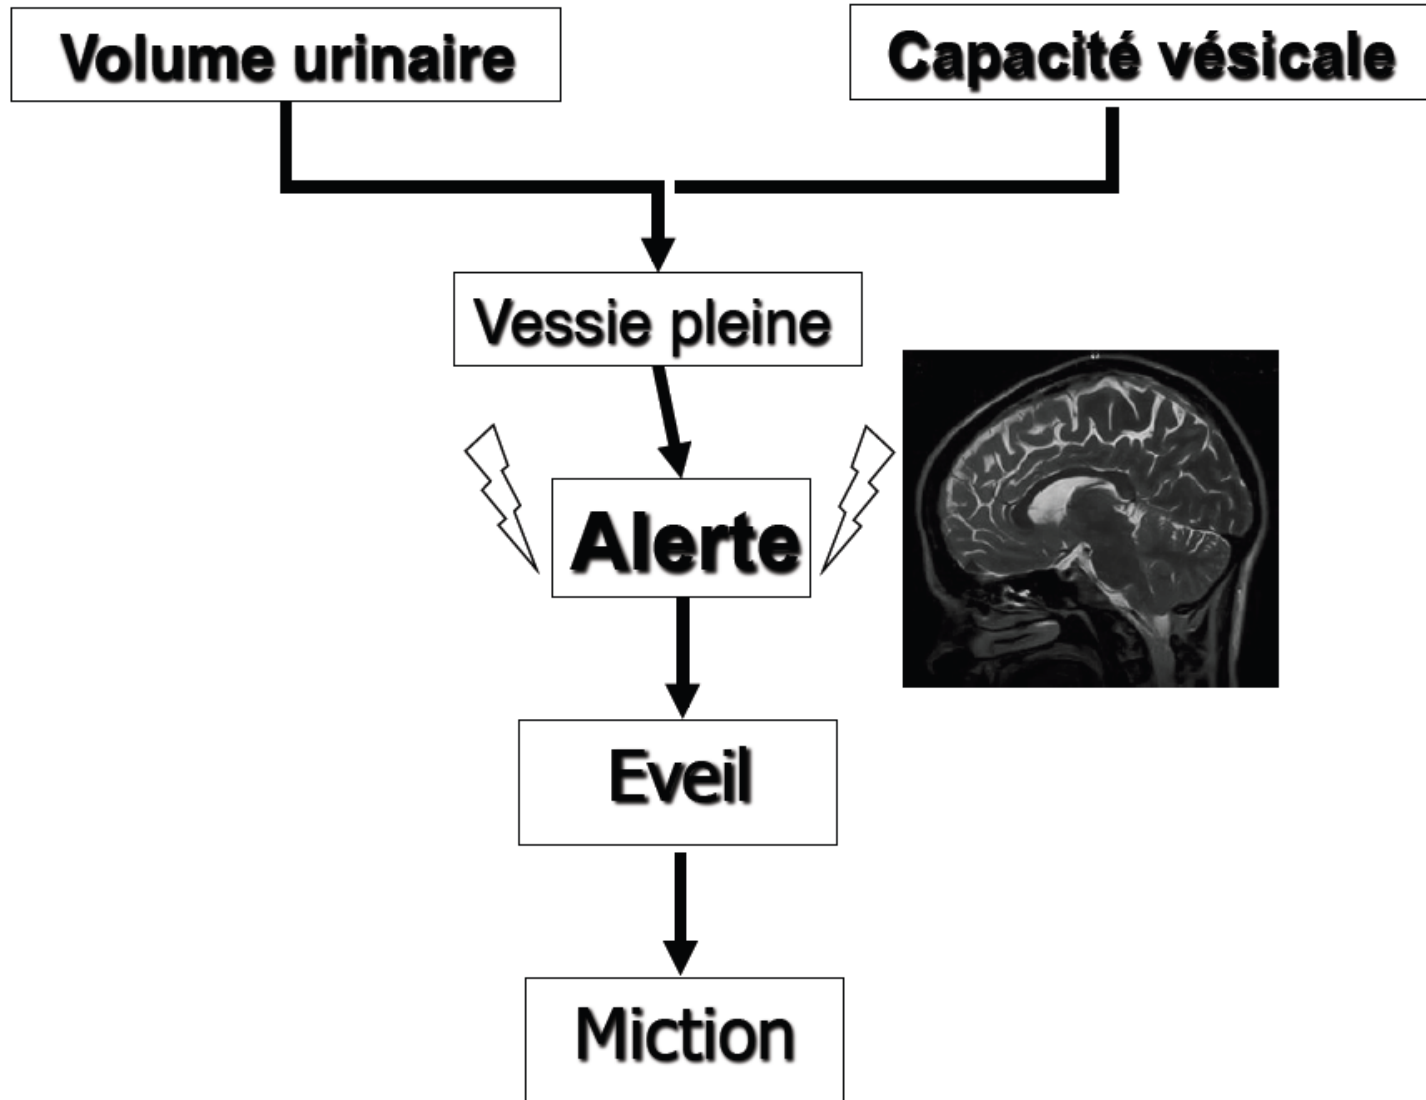 Volume urinaire
Capacité vésicale
Vessie pleine
Alerte
Eveil
Miction